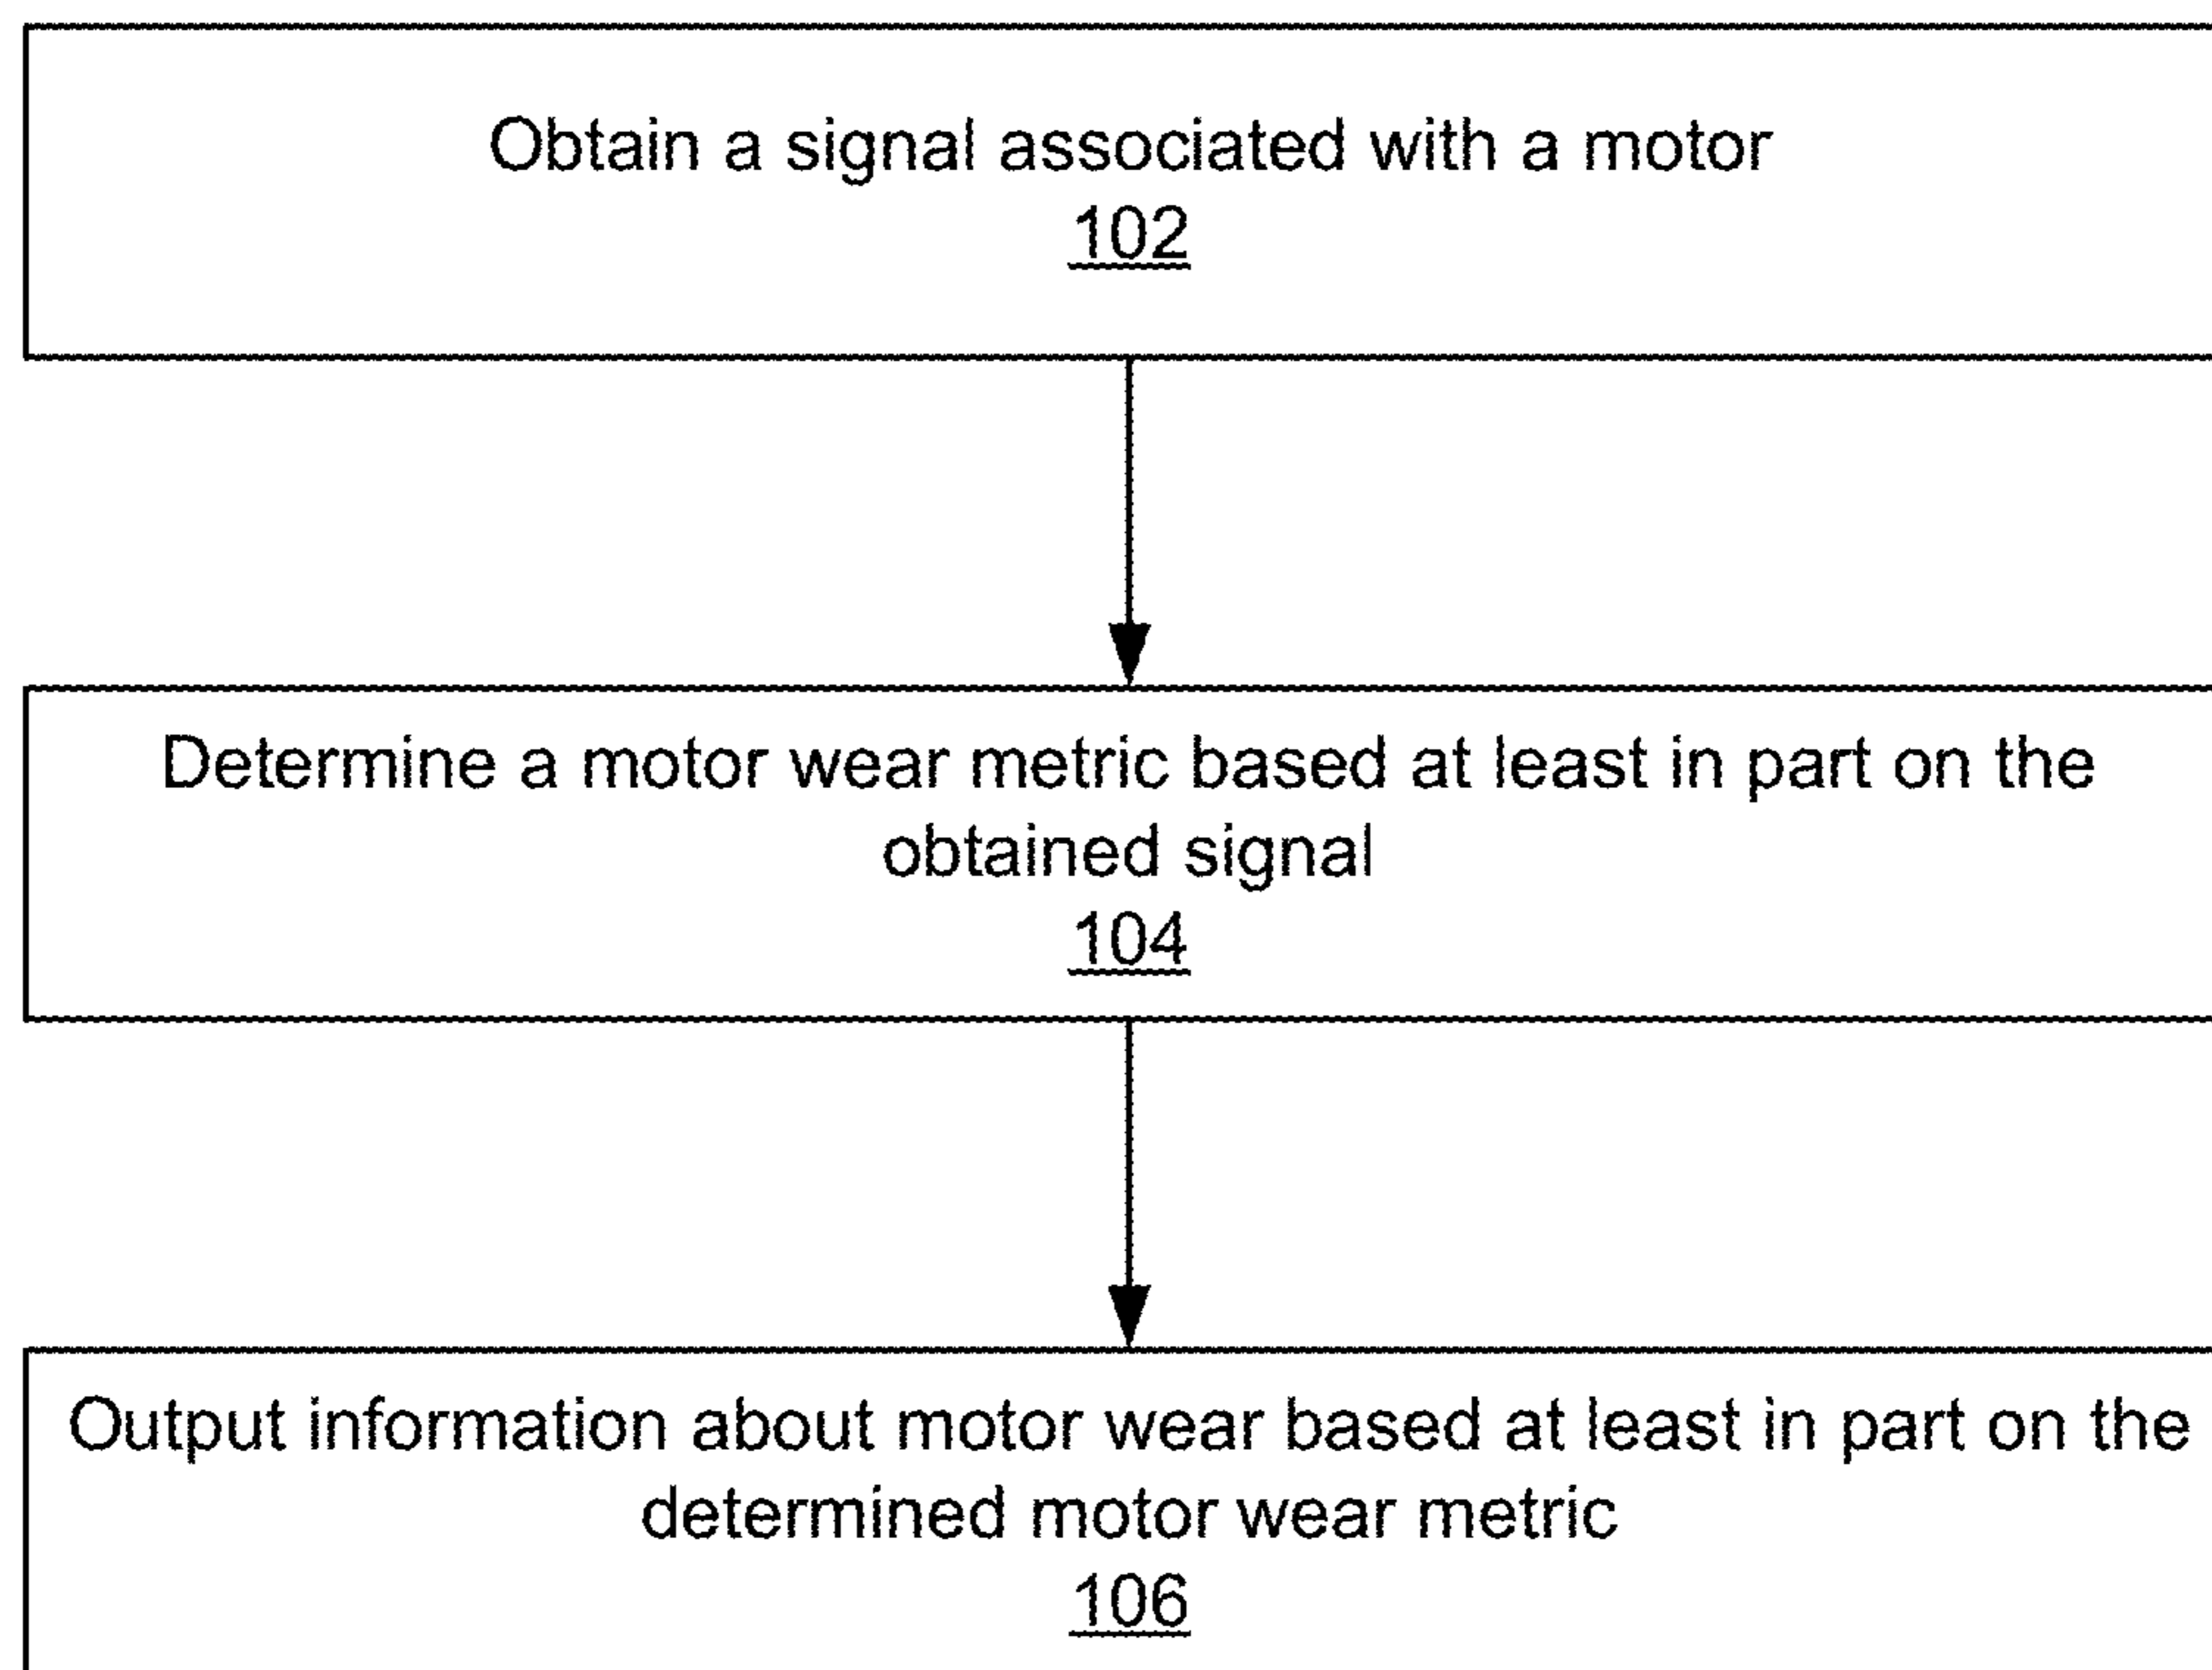 Obtain a signal associated with a motor
102
Determine a motor wear metric based at least in part on the
obtained signal
104
Output information about motor wear based at least in part on the
determined motor wear metric
106